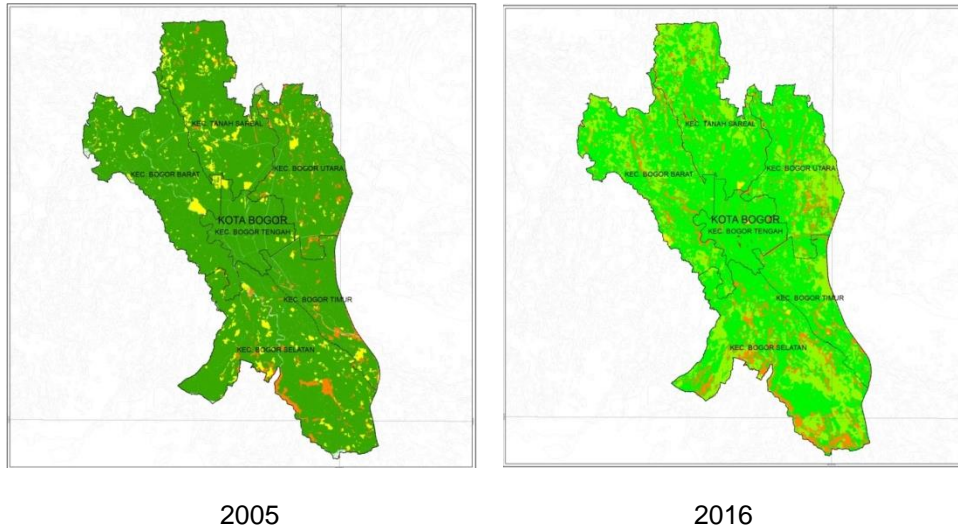 KEC. TANAH SAREAL
KEC. BOGOR UTARA
KEC. BOGOR BARAT
KOTA BOGOR
KEC. BOGOR TENGAH
KEC. BOGOR TIMUR
KEC. BOGOR SELATAN
2005
KEC. TANAH SAREAL
KEC. BOGOR UTARA
KEC. BOGOR BARAT
KOTA BOGOR
KEC. BOGOR TENGAH
KEC. BOGOR TIMUR
KEC. BOGOR SELATAN
2016